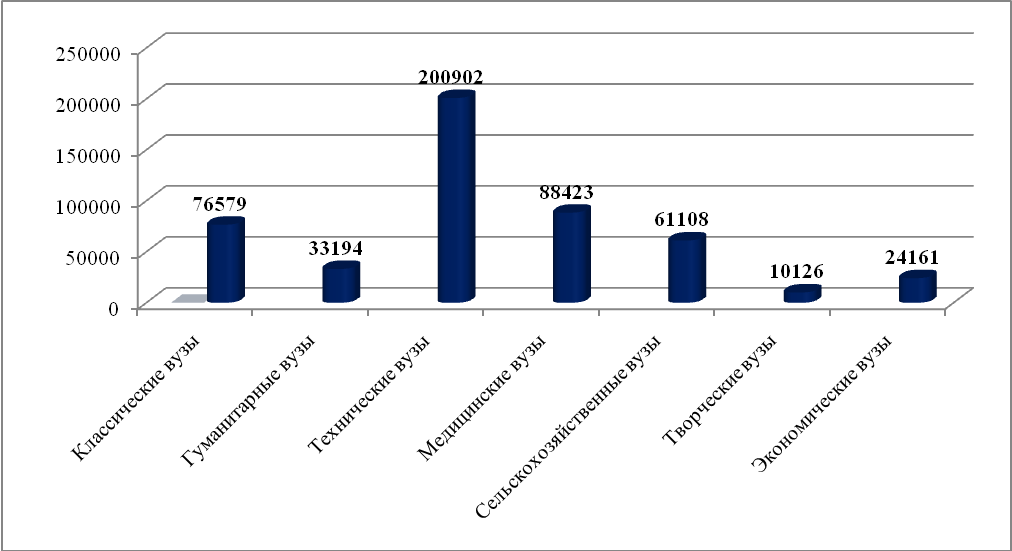 250000
200000
150000
100000
50000
0
76579
33194
200902
88423
61108
10126
24161
Классические вузы
Гуманитарные вузы
Технические вузы
Медицинские вузы
Сельскохозяйственные вузы
Творческие вузы
Экономические вузы